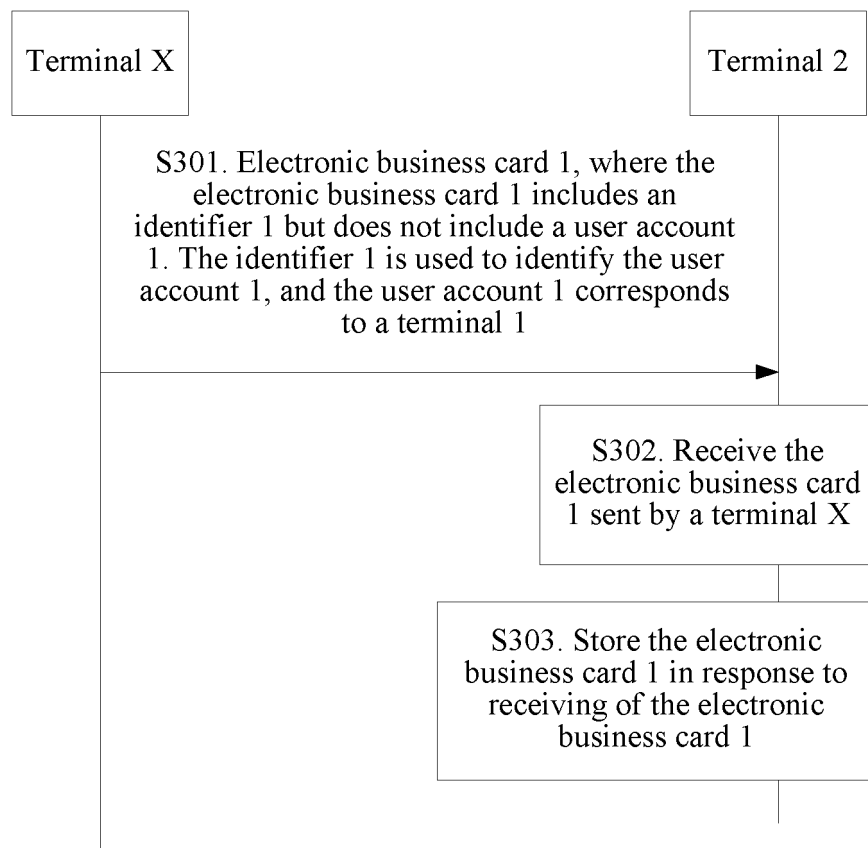 Terminal X
Terminal 2
S301. Electronic business card 1, where the
electronic business card 1 includes an
identifier 1 but does not include a user account
1. The identifier 1 is used to identify the user
account 1, and the user account 1 corresponds
to a terminal 1
S302. Receive the
electronic business card
1 sent by a terminal X
S303. Store the electronic
business card 1 in response to
receiving of the electronic
business card 1